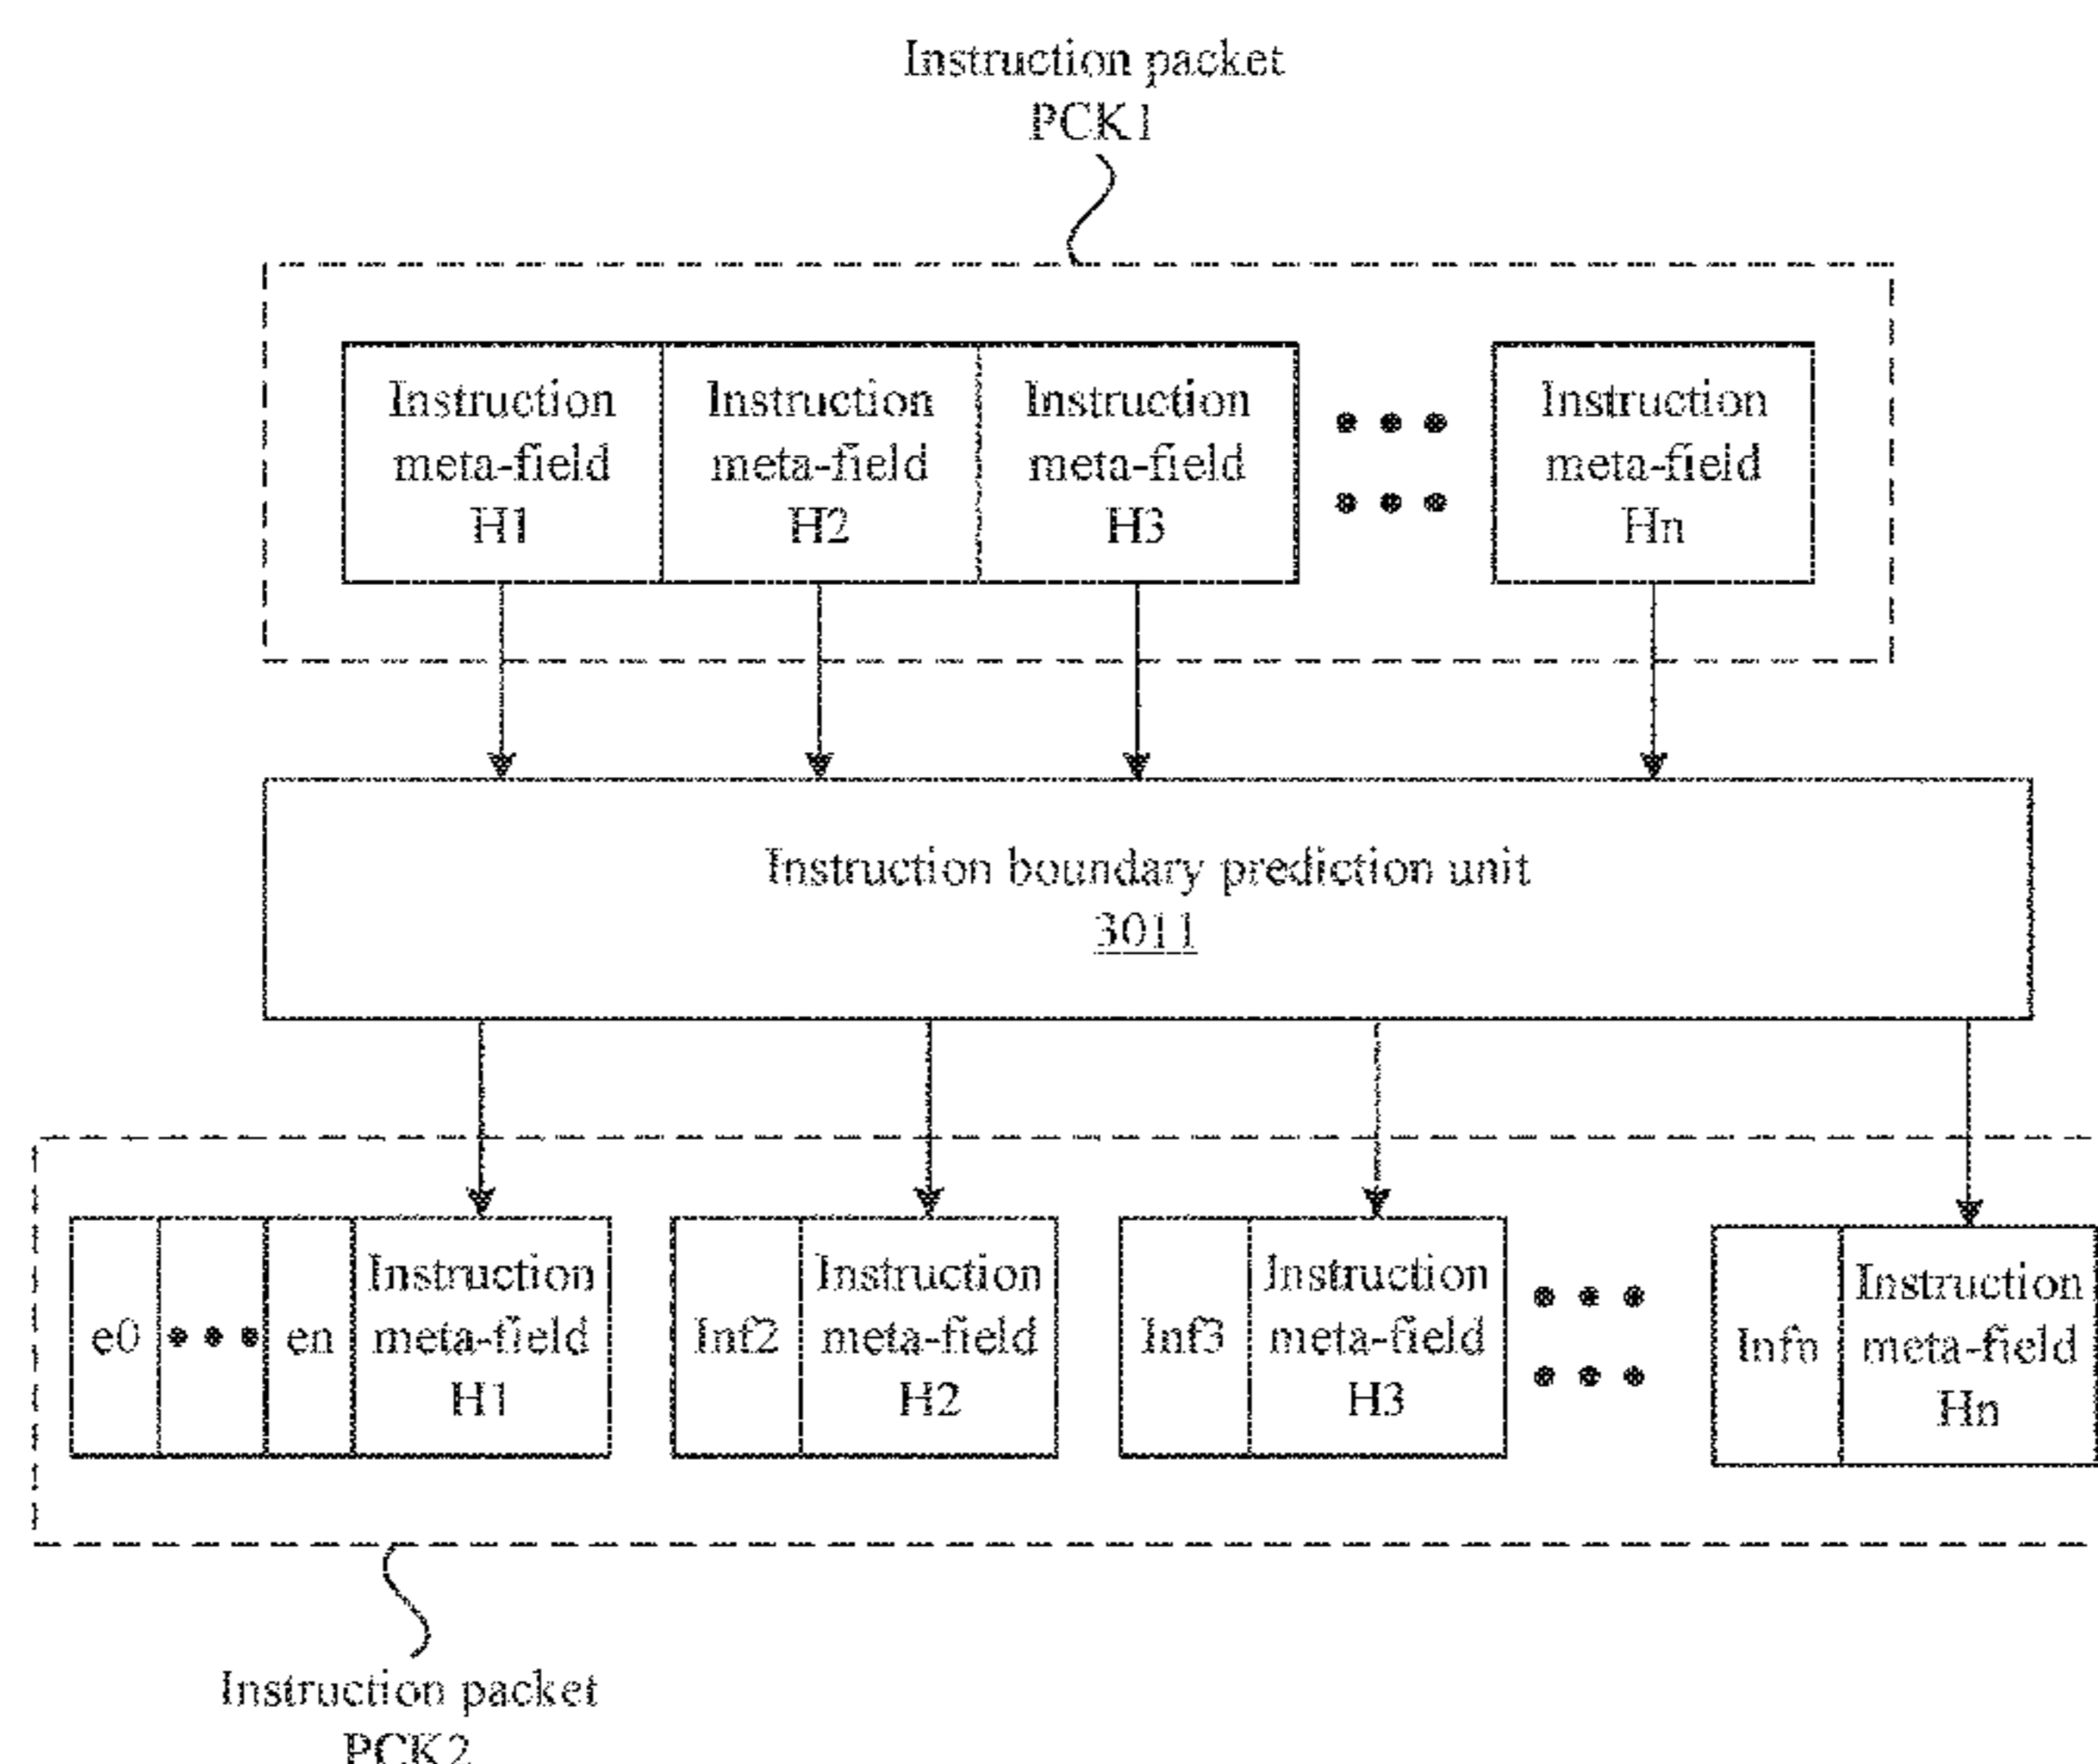 Instruction packet
PCK1
Instruction
meta-field
H1
Instruction
meta-field
H2
Instruction
meta-field
H3
Instruction
meta-field
Hn
Instruction boundary prediction unit
3011
e0
en
Instruction
meta-field
H1
Inf2
Instruction
meta-field
H2
Inf3
Instruction
meta-field
H3
Infn
Instruction
meta-field
Hn
Instruction packet
PCK2